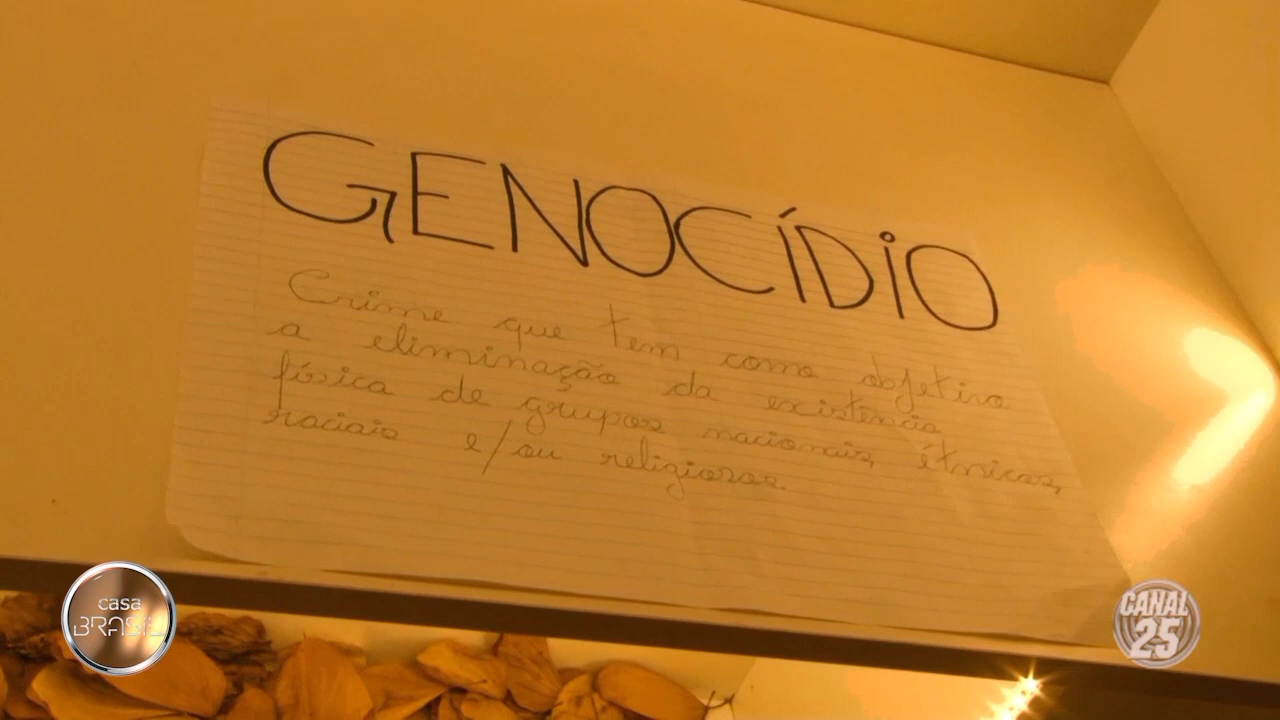 GENOCÍDIO
Crime que tem como objetivo
a eliminação da existência
física de grupos nacionais, étnicos,
raciais e/ou religiosos.
casa
BRASIL
CANAL
25